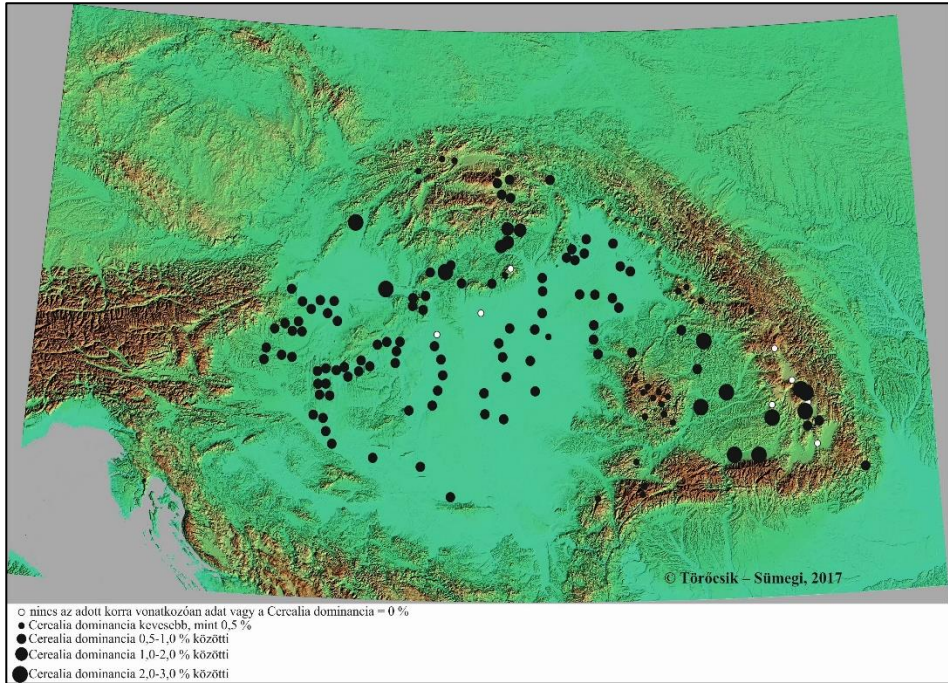 © Törőcsik – Sümegi, 2017
nincs az adott korra vonatkozóan adat vagy a Cerealia dominancia = 0 %
Cerealia dominancia kevesebb, mint 0,5 %
Cerealia dominancia 0,5-1,0 % közötti
Cerealia dominancia 1,0-2,0 % közötti
Cerealia dominancia 2,0-3,0 % közötti